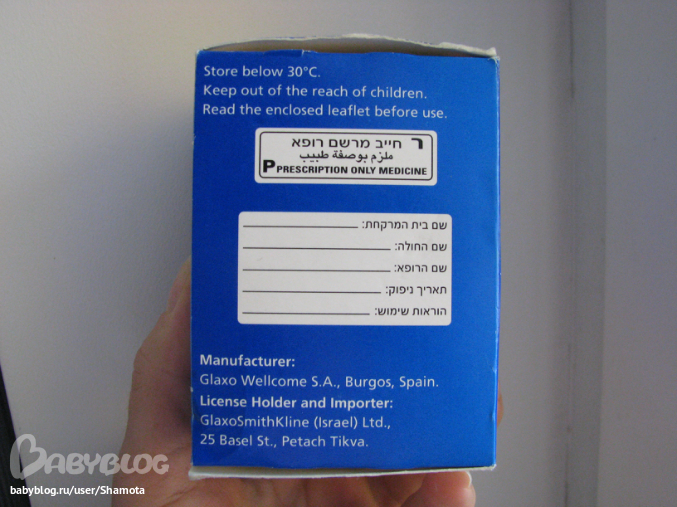 Store below 30°C.
Keep out of the reach of children.
Read the enclosed leaflet before use.
ר חייב מרשם רופא
ملزم بوصفة طبيب
P PRESCRIPTION ONLY MEDICINE
שם בית המרקחת:
שם החולה:
שם הרופא:
תאריך ניפוק:
הוראות שימוש:
Manufacturer:
Glaxo Wellcome S.A., Burgos, Spain.
License Holder and Importer:
GlaxoSmithKline (Israel) Ltd.,
25 Basel St., Petach Tikva.
BABYBLOG
babyblog.ru/user/Shamota